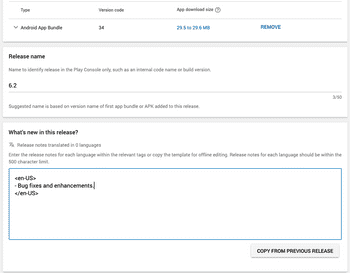 Type Version code App download size
Android App Bundle 34 29.5 to 29.6 MB REMOVE
Release name
Name to identify release in the Play Console only, such as an internal code name or build version.
6.2
3/50
Suggested name is based on version name of first app bundle or APK added to this release.
What's new in this release?
Release notes translated in 0 languages
Enter the release notes for each language within the relevant tags or copy the template for offline editing. Release notes for each language should be within the
500 character limit.
<en-US>
- Bug fixes and enhancements.
</en-US>
COPY FROM PREVIOUS RELEASE